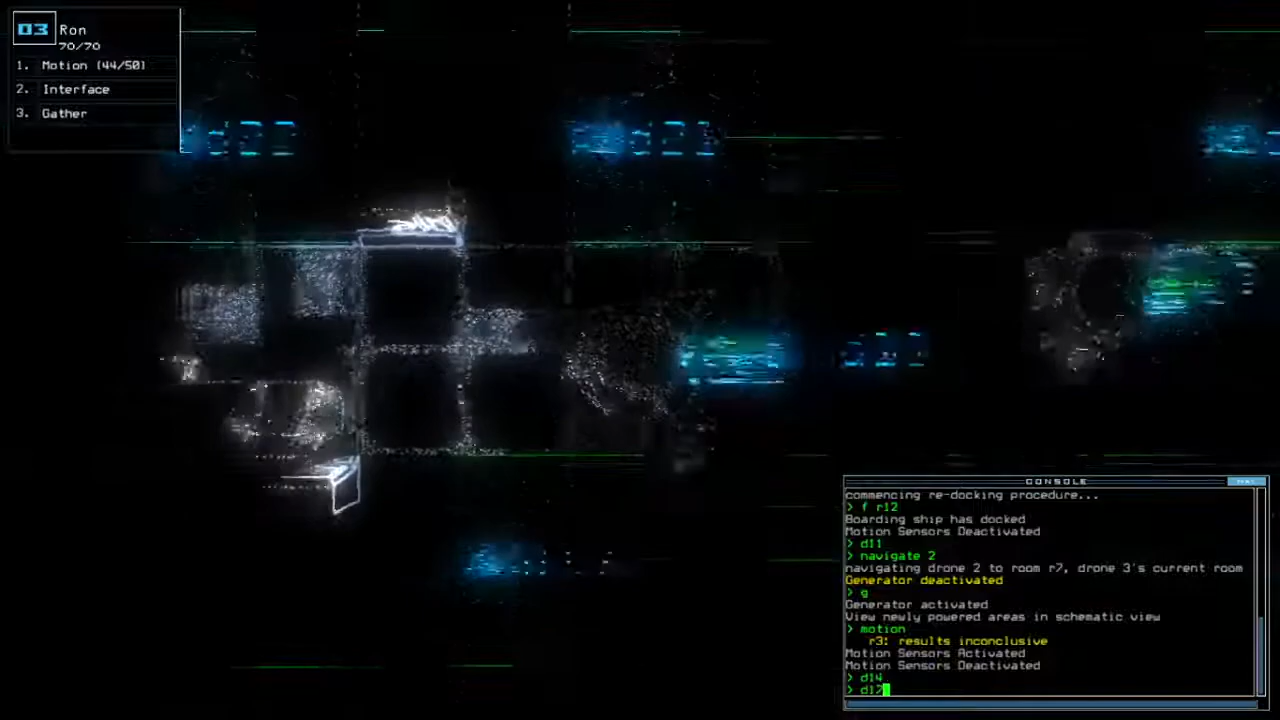 03 Ron
70/70
1. Motion (44/50)
2. Interface
3. Gather
CONSOLE
commencing re-docking procedure...
> f r12
Boarding ship has docked
Motion Sensors Deactivated
> d11
> navigate 2
navigating drone 2 to room r7, drone 3's current room
Generator deactivated
> g
Generator activated
View newly powered areas in schematic view
> motion
r3: results inconclusive
Motion Sensors Activated
Motion Sensors Deactivated
> d14
> d17